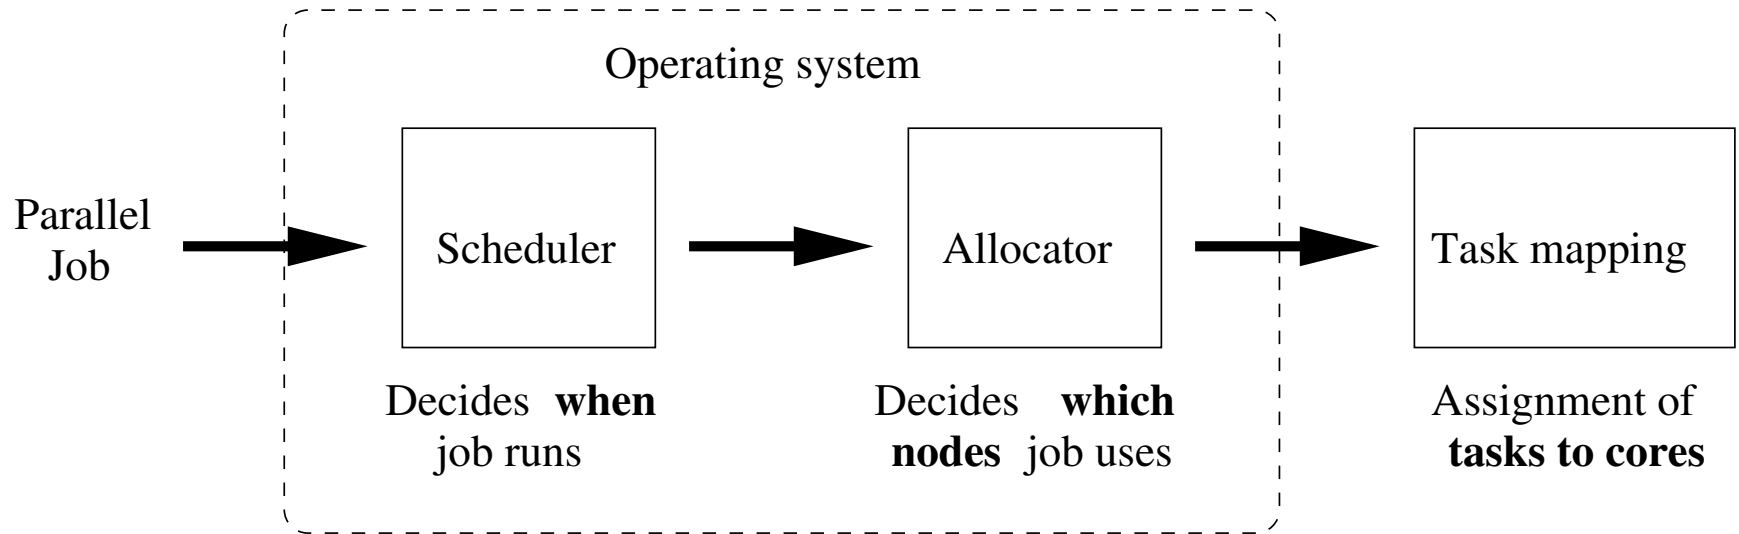 Operating system
Parallel
Job
Scheduler
Allocator
Task mapping
Decides when
job runs
Decides which
nodes job uses
Assignment of
tasks to cores